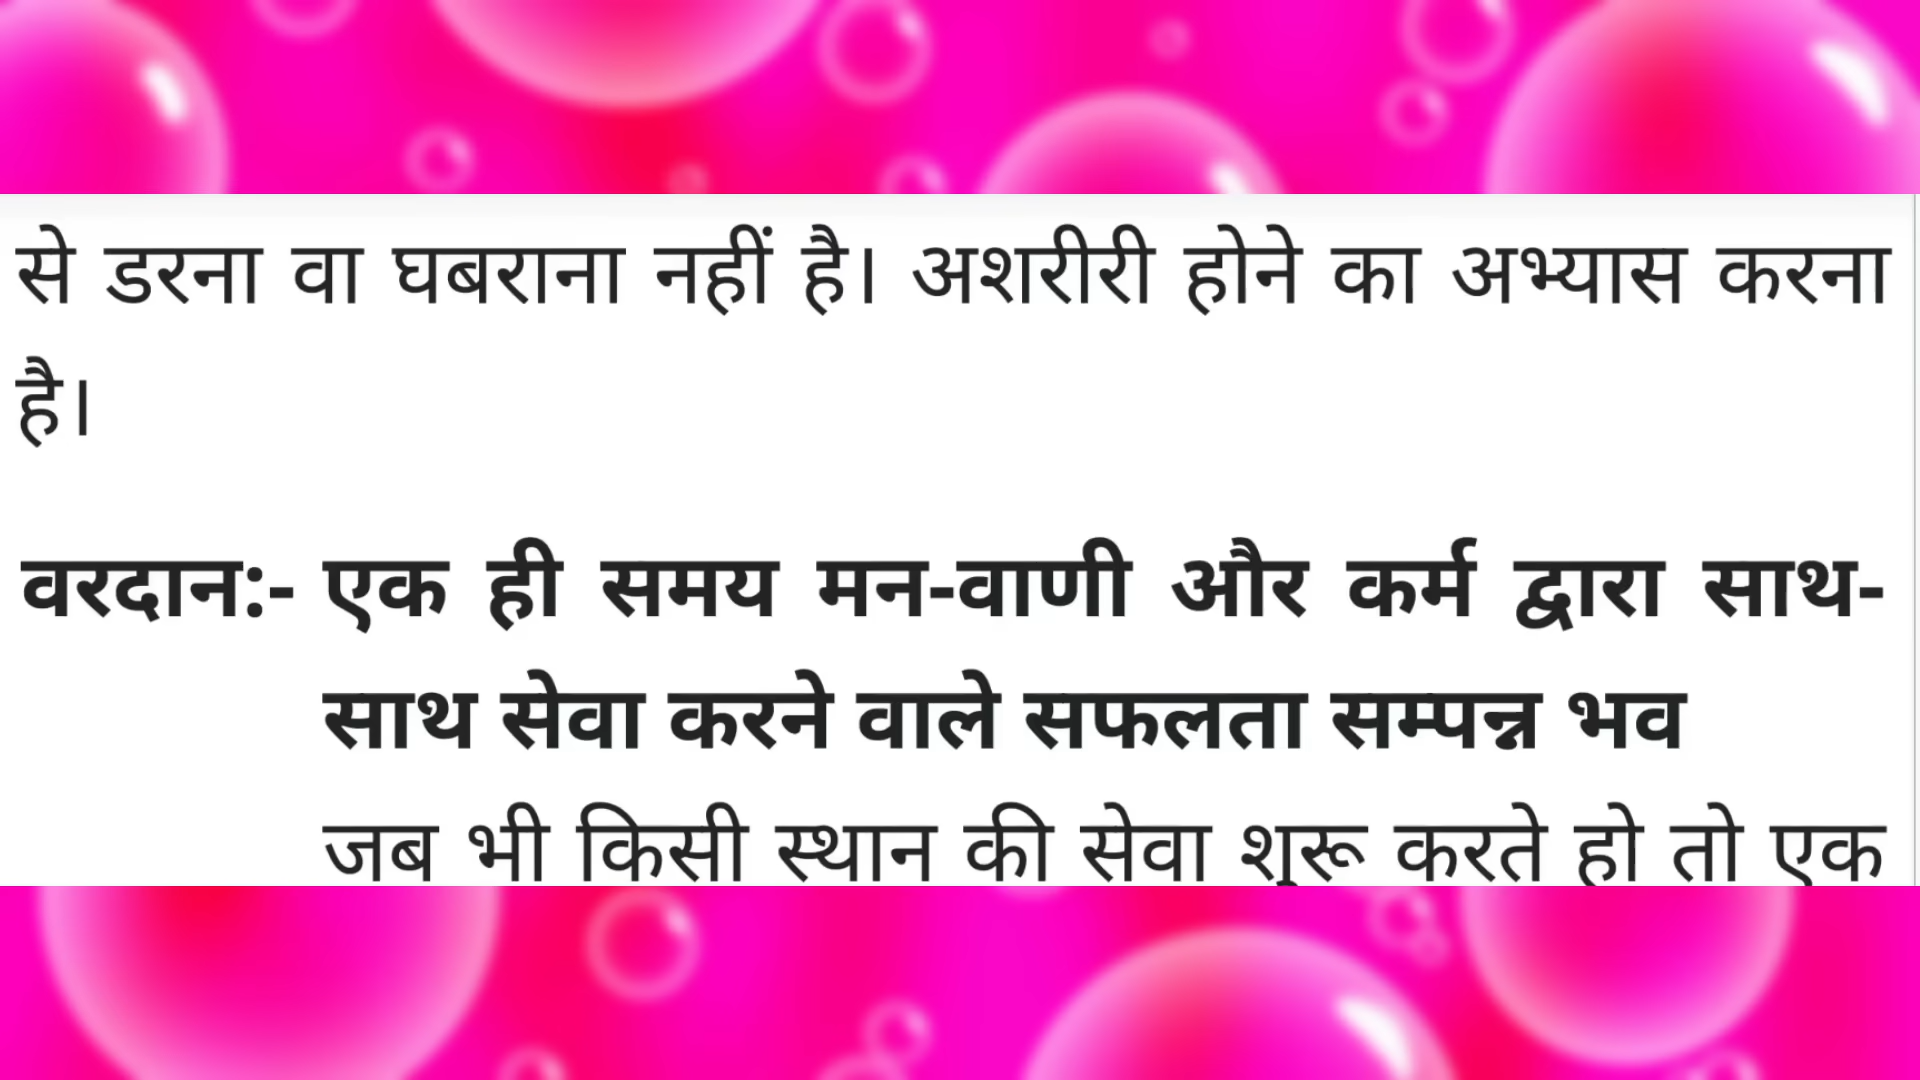 से डरना वा घबराना नहीं है। अशरीरी होने का अभ्यास करना
है।
वरदान:- एक ही समय मन-वाणी और कर्म द्वारा साथ-
साथ सेवा करने वाले सफलता सम्पन्न भव
जब भी किसी स्थान की सेवा शुरू करते हो तो एक